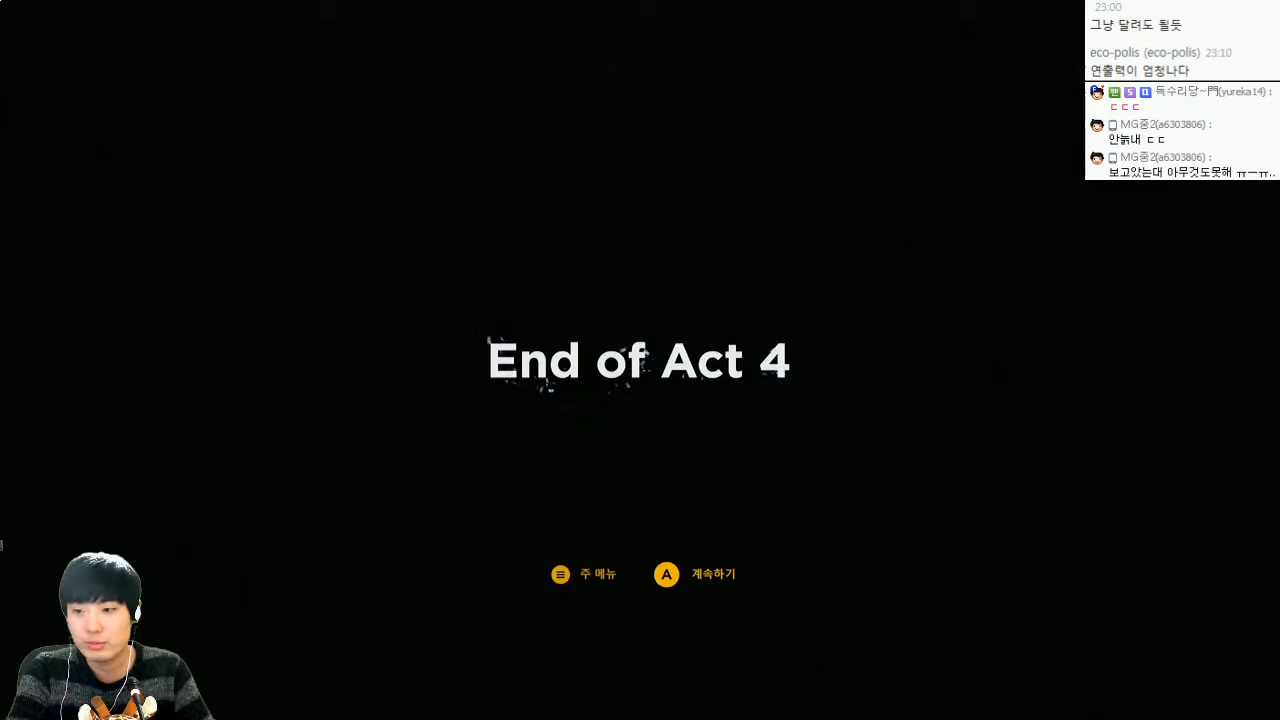 23:00
그냥 달려도 될듯
eco-polis (eco-polis) 23:10
연출력이 엄청나다
팬 5 독수리당~門(yureka14) :
ㄷㄷㄷ
MG중2(a6303806) :
안늙내 ㄷㄷ
MG중2(a6303806) :
보고있는대 아무것도못해 ㅠㅡㅠ..
End of Act 4
주 메뉴 A 계속하기